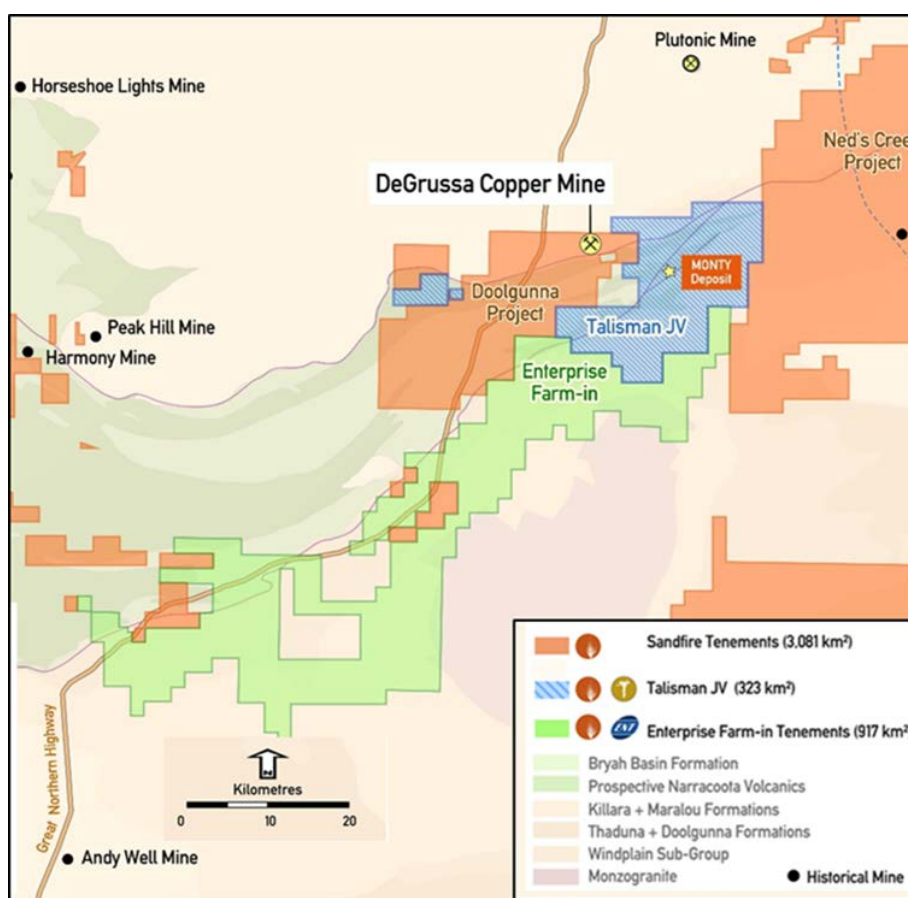 Plutonic Mine
Horseshoe Lights Mine
Ned's Cree
Project
DeGrussa Copper Mine
MONTY
Deposit
Doolgunna
Project
Talisman JV
Peak Hill Mine
Harmony Mine
Enterprise
Farm-in
Great Northern Highway
Kilometres
0 10 20
Andy Well Mine
Sandfire Tenements (3,081 km²)
Talisman JV (323 km²)
ENT
Enterprise Farm-in Tenements (917 km²
Bryah Basin Formation
Prospective Narracoota Volcanics
Killara + Maralou Formations
Thaduna + Doolgunna Formations
Windplain Sub-Group
Monzogranite
Historical Mine